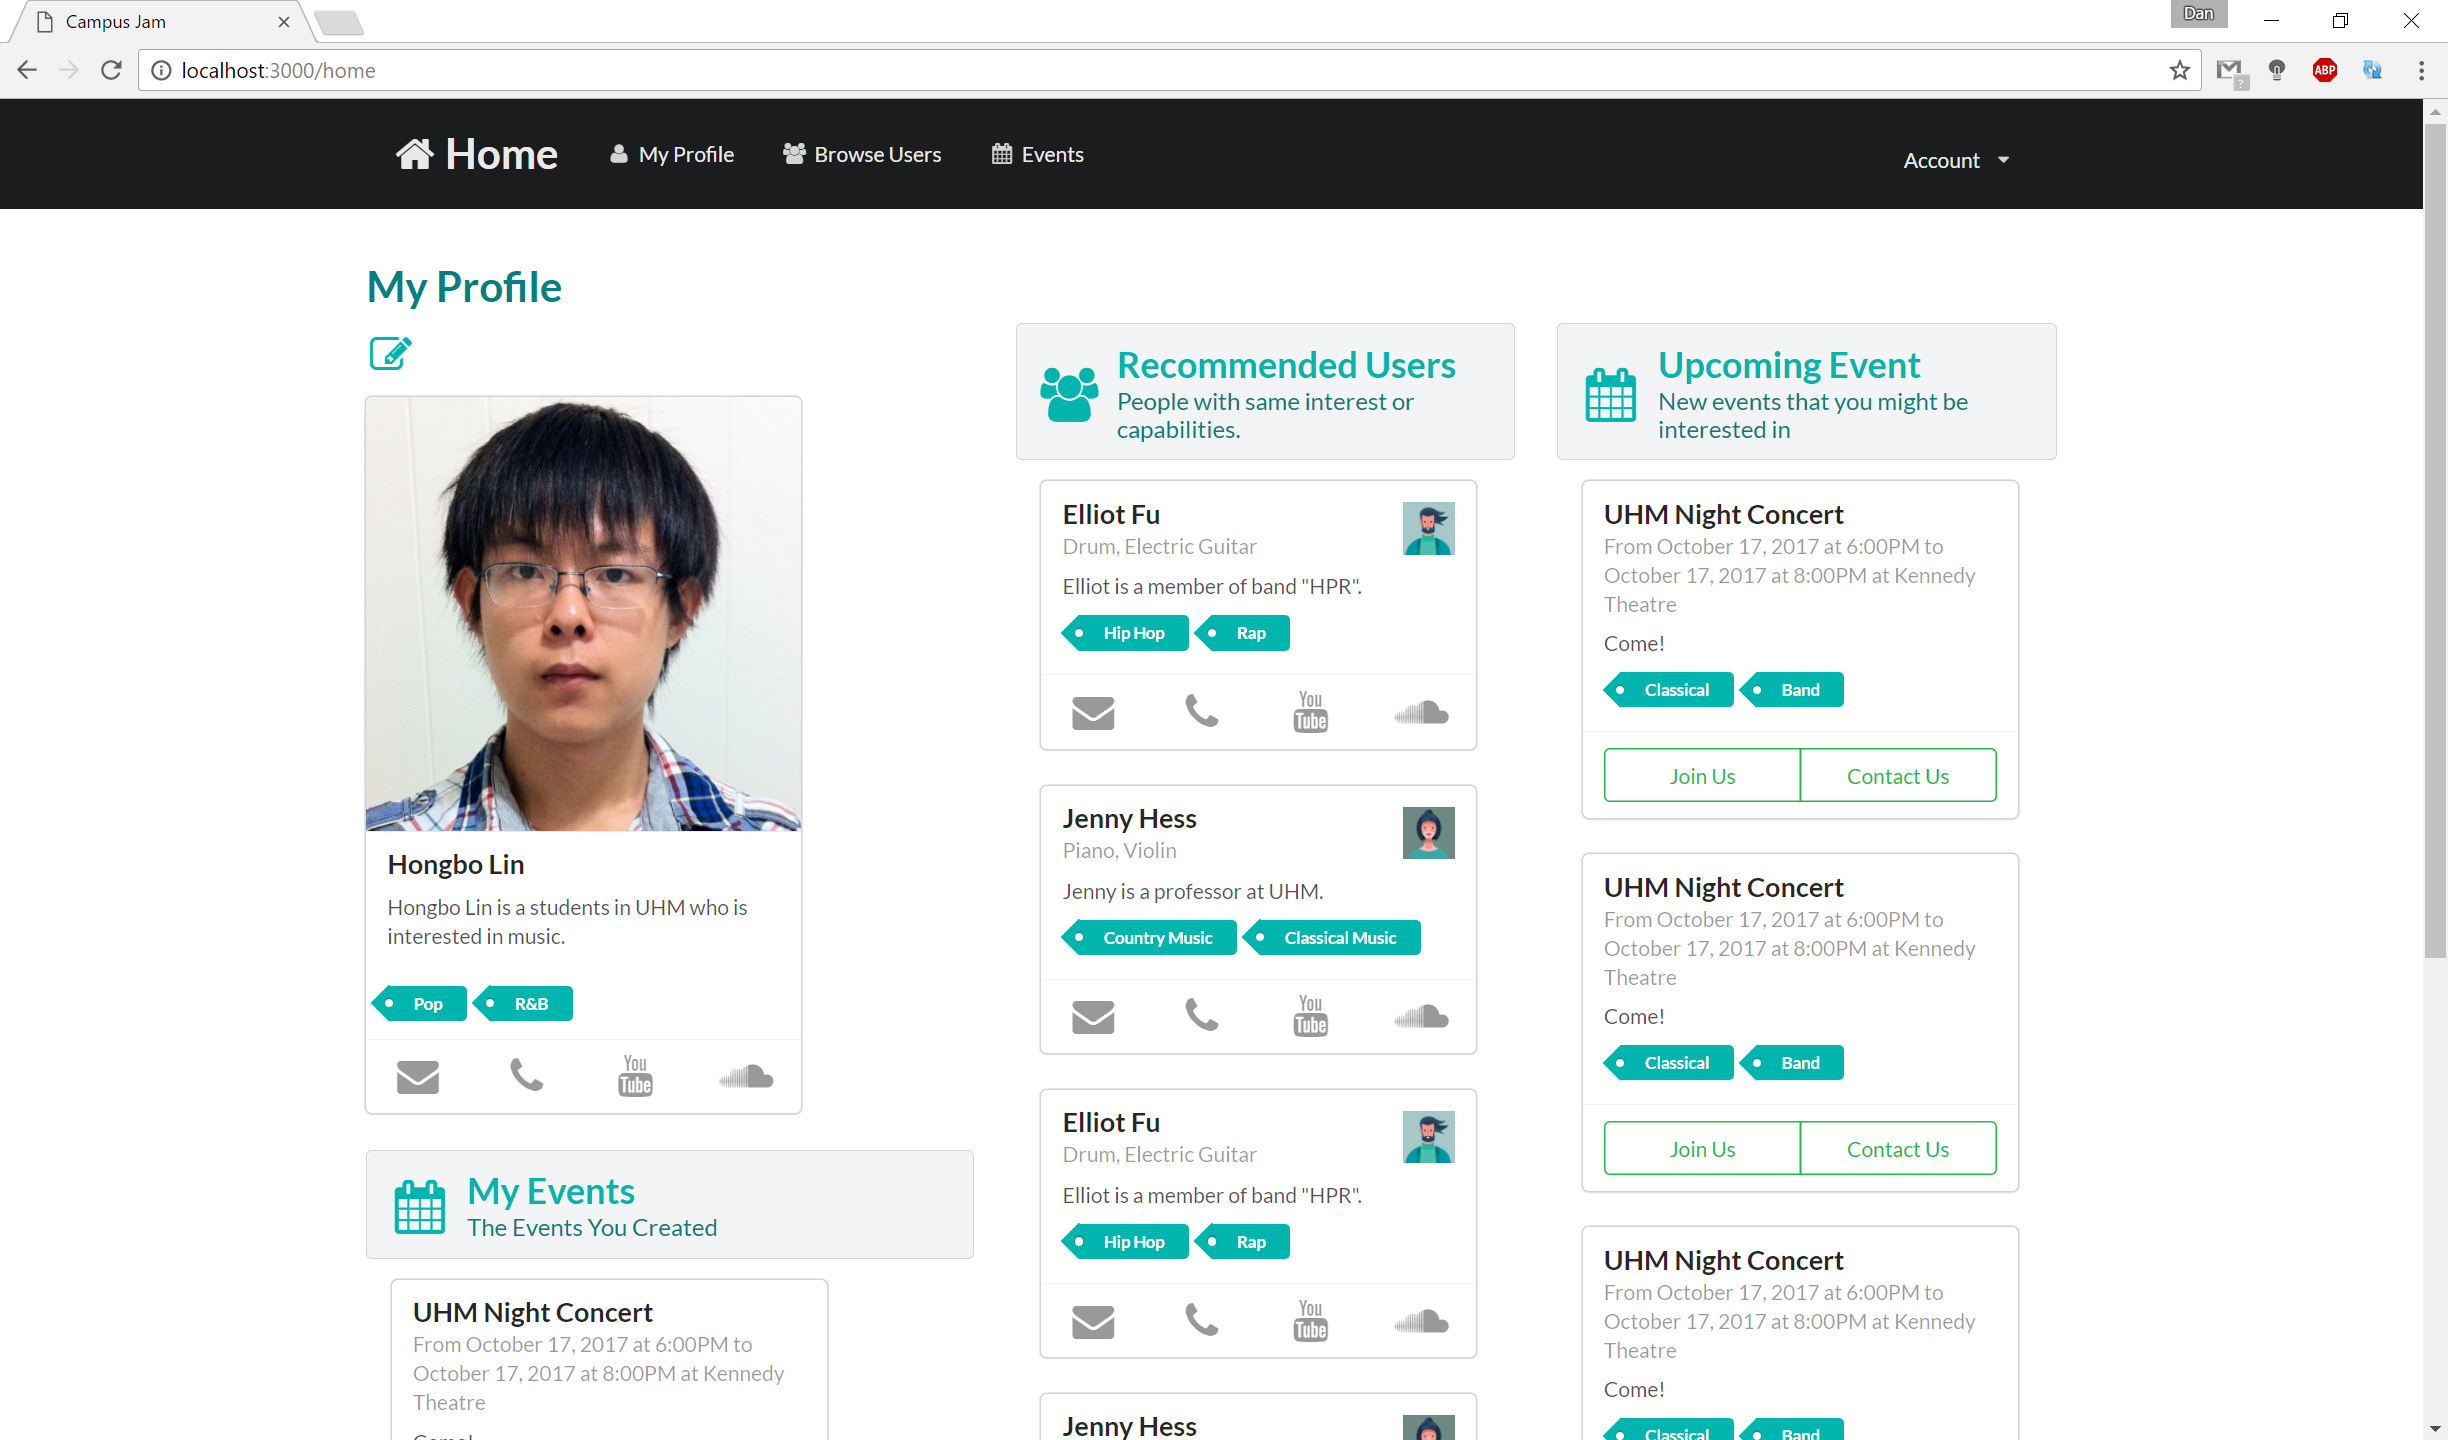 Campus Jam
Dan
localhost:3000/home
Home
My Profile
Browse Users
Events
Account
My Profile
Hongbo Lin
Hongbo Lin is a students in UHM who is
interested in music.
Pop
R&B
You
Tube
My Events
The Events You Created
UHM Night Concert
From October 17, 2017 at 6:00PM to
October 17, 2017 at 8:00PM at Kennedy
Theatre
Come!
Recommended Users
People with same interest or
capabilities.
Elliot Fu
Drum, Electric Guitar
Elliot is a member of band "HPR".
Hip Hop
Rap
You
Tube
Jenny Hess
Piano, Violin
Jenny is a professor at UHM.
Country Music
Classical Music
You
Tube
Elliot Fu
Drum, Electric Guitar
Elliot is a member of band "HPR".
Hip Hop
Rap
You
Tube
Jenny Hess
Upcoming Event
New events that you might be
interested in
UHM Night Concert
From October 17, 2017 at 6:00PM to
October 17, 2017 at 8:00PM at Kennedy
Theatre
Come!
Classical
Band
Join Us
Contact Us
UHM Night Concert
From October 17, 2017 at 6:00PM to
October 17, 2017 at 8:00PM at Kennedy
Theatre
Come!
Classical
Band
Join Us
Contact Us
UHM Night Concert
From October 17, 2017 at 6:00PM to
October 17, 2017 at 8:00PM at Kennedy
Theatre
Come!
Classical
Band
ABP